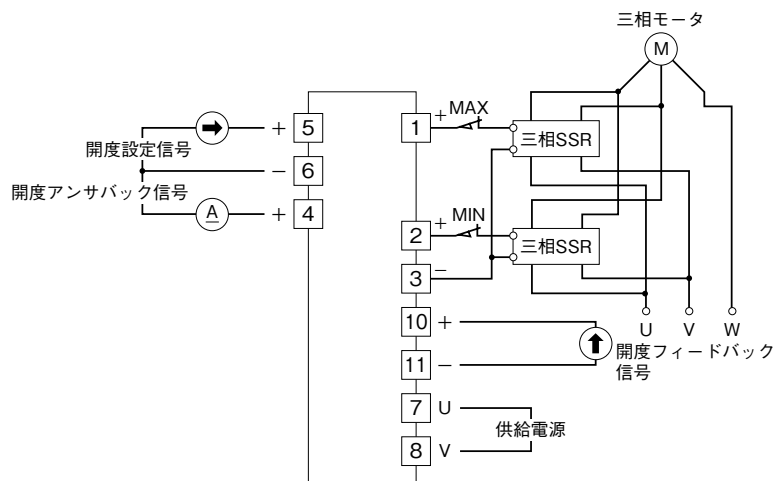 三相モータ
M
+ MAX
5
+
1
三相SSR
開度設定信号
6
−
開度アンサバック信号
A
+
4
+ MIN
2
三相SSR
3
−
10
+
U V W
開度フィードバック
信号
11
−
7
U
供給電源
8
V